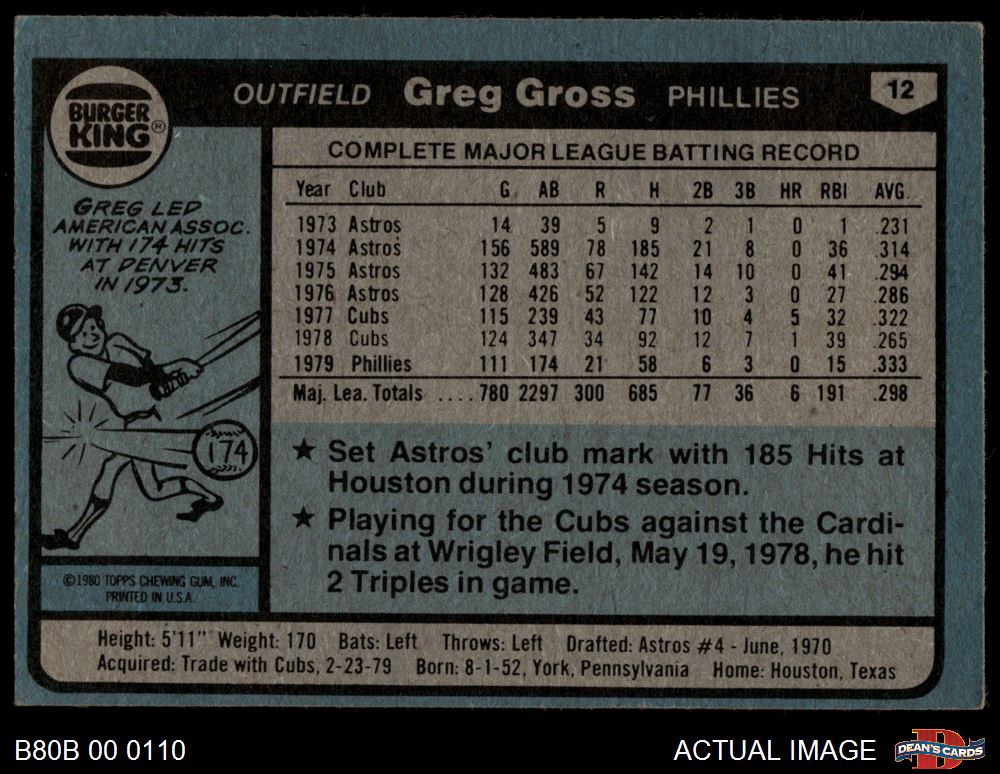 BURGER KING ®
OUTFIELD Greg Gross PHILLIES 12
COMPLETE MAJOR LEAGUE BATTING RECORD
Year Club G AB R H 2B 3B HR RBI AVG.
1973 Astros 14 39 5 9 2 1 0 1 .231
1974 Astros 156 589 78 185 21 8 0 36 .314
1975 Astros 132 483 67 142 14 10 0 41 .294
1976 Astros 128 426 52 122 12 3 0 27 .286
1977 Cubs 115 239 43 77 10 4 5 32 .322
1978 Cubs 124 347 34 92 12 7 1 39 .265
1979 Phillies 111 174 21 58 6 3 0 15 .333
Maj. Lea. Totals .... 780 2297 300 685 77 36 6 191 .298
GREG LED
AMERICAN ASSOC.
WITH 174 HITS
AT DENVER
IN 1973.
174
★ Set Astros' club mark with 185 Hits at
Houston during 1974 season.
★ Playing for the Cubs against the Cardi-
nals at Wrigley Field, May 19, 1978, he hit
2 Triples in game.
©1980 TOPPS CHEWING GUM, INC.
PRINTED IN U.S.A.
Height: 5'11" Weight: 170 Bats: Left Throws: Left Drafted: Astros #4 - June, 1970
Acquired: Trade with Cubs, 2-23-79 Born: 8-1-52, York, Pennsylvania Home: Houston, Texas
B80B 00 0110 ACTUAL IMAGE DEAN'S CARDS